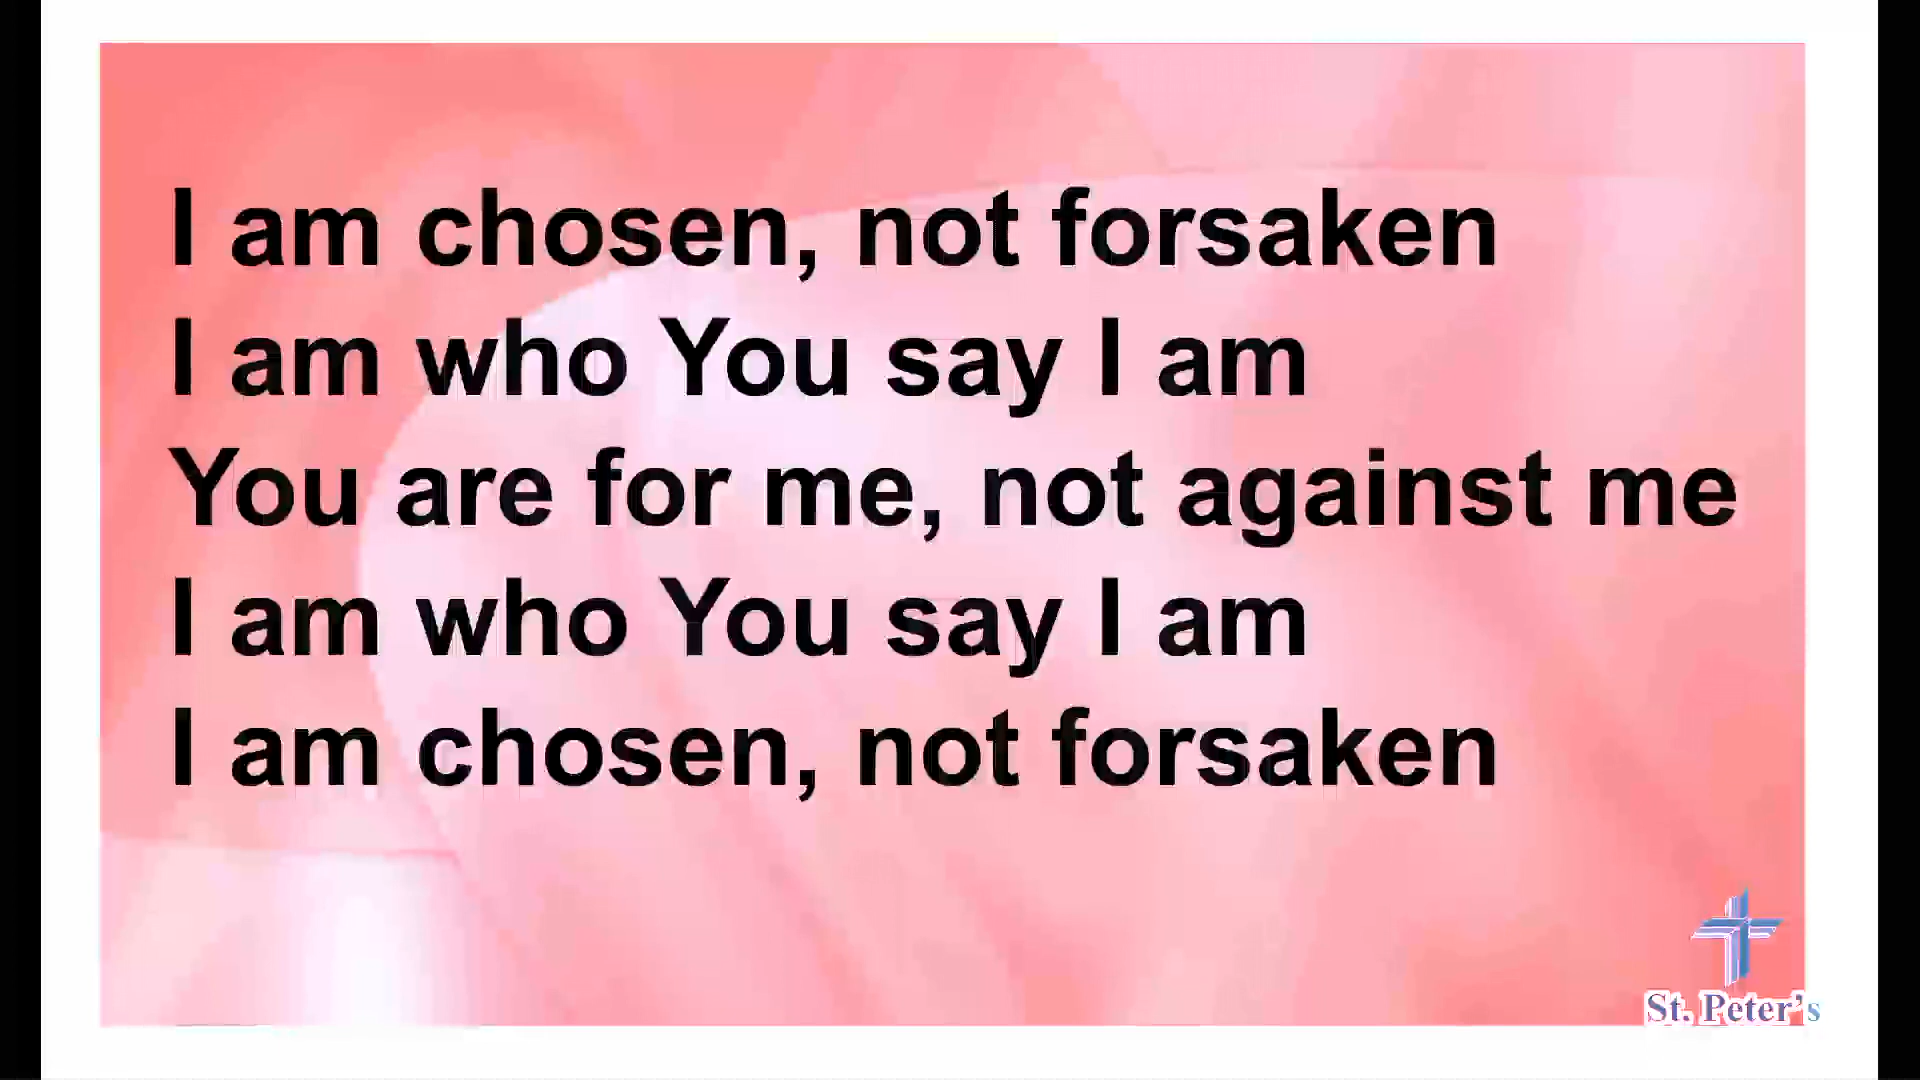 I am chosen, not forsaken
I am who You say I am
You are for me, not against me
I am who You say I am
I am chosen, not forsaken
St. Peter's